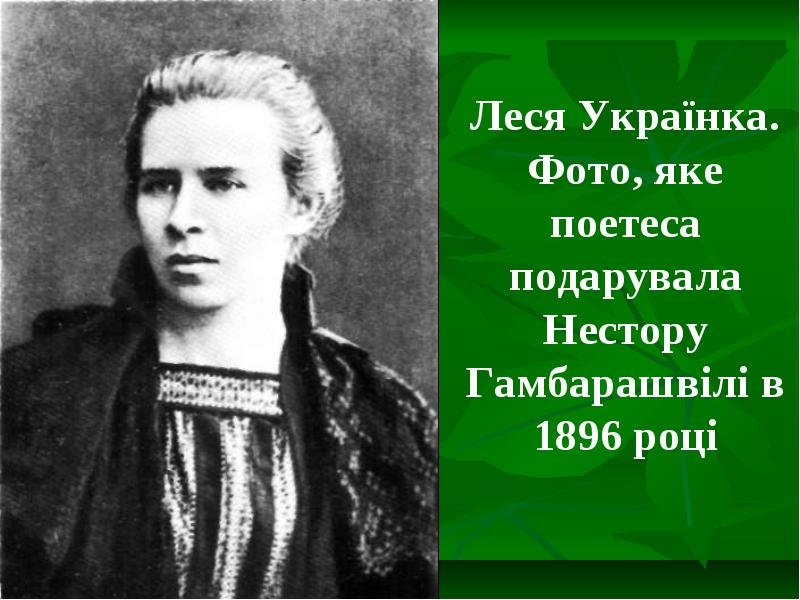 Леся Українка.
Фото, яке
поетеса
подарувала
Нестору
Гамбарашвілі в
1896 році